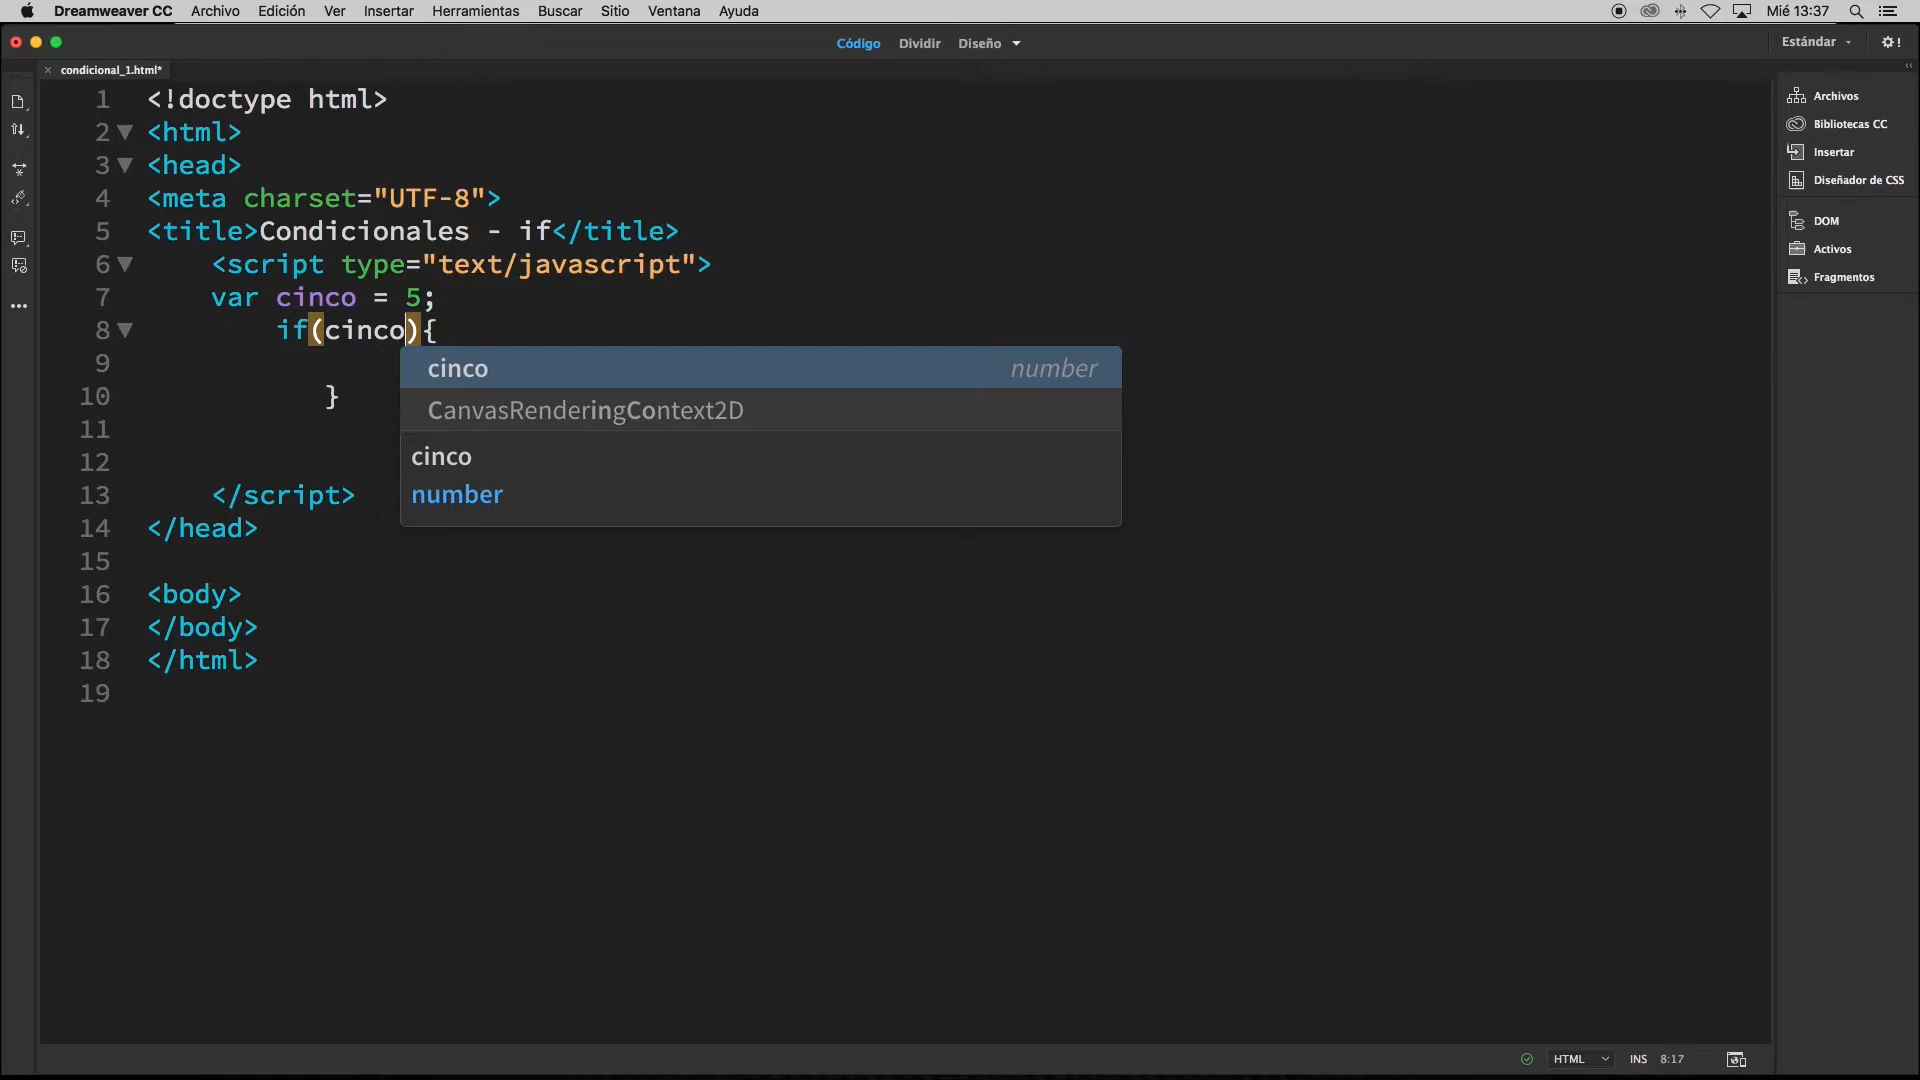 Dreamweaver CC Archivo Edición Ver Insertar Herramientas Buscar Sitio Ventana Ayuda Mié 13:37
Código Dividir Diseño Estándar
condicional_1.html*
1 <!doctype html>
2 <html>
3 <head>
4 <meta charset="UTF-8">
5 <title>Condicionales - if</title>
6 <script type="text/javascript">
7 var cinco = 5;
8 if(cinco){
9
10 }
11
12
13 </script>
14 </head>
15
16 <body>
17 </body>
18 </html>
19
cinco number
CanvasRenderingContext2D
cinco
number
Archivos
Bibliotecas CC
Insertar
Diseñador de CSS
DOM
Activos
Fragmentos
HTML INS 8:17